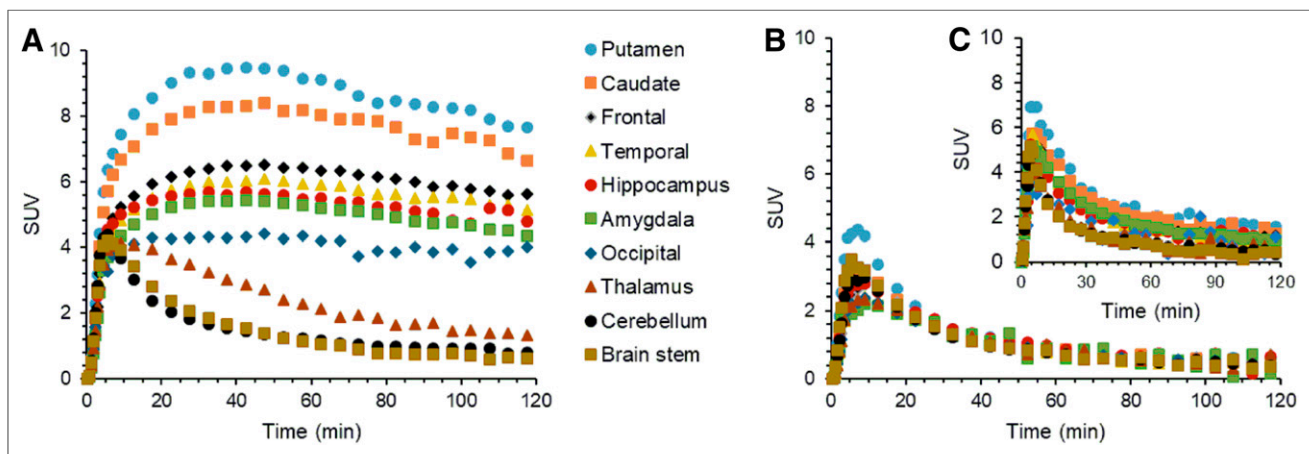 A
SUV
10
8
6
4
2
0
0 20 40 60 80 100 120
Time (min)
Putamen
Caudate
Frontal
Temporal
Hippocampus
Amygdala
Occipital
Thalamus
Cerebellum
Brain stem
B
SUV
10
8
6
4
2
0
0 20 40 60 80 100 120
Time (min)
C
SUV
10
8
6
4
2
0
0 30 60 90 120
Time (min)